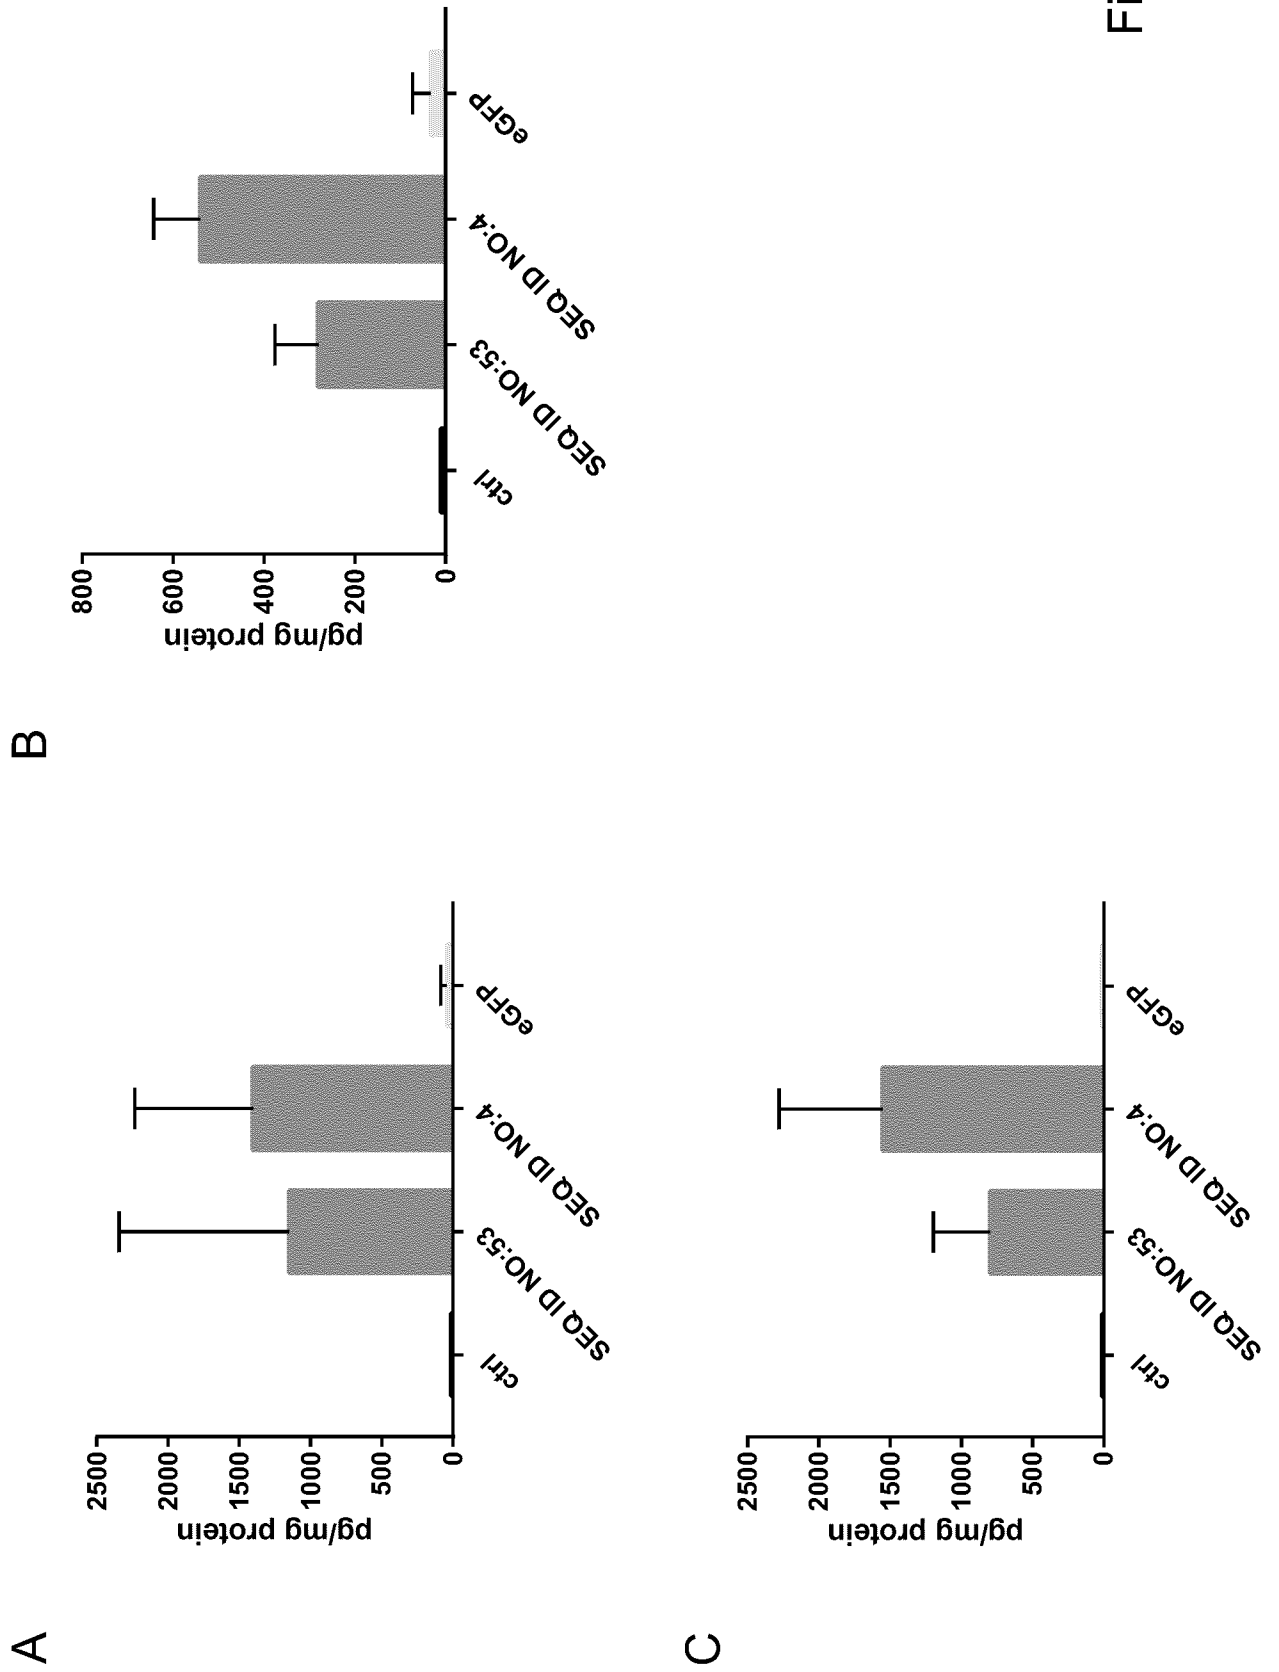 A
pg/mg protein
2500
2000
1500
1000
500
0
ctrl
SEQ ID NO:53
SEQ ID NO:4
eGFP
B
pg/mg protein
800
600
400
200
0
ctrl
SEQ ID NO:53
SEQ ID NO:4
eGFP
C
pg/mg protein
2500
2000
1500
1000
500
0
ctrl
SEQ ID NO:53
SEQ ID NO:4
eGFP
Fi